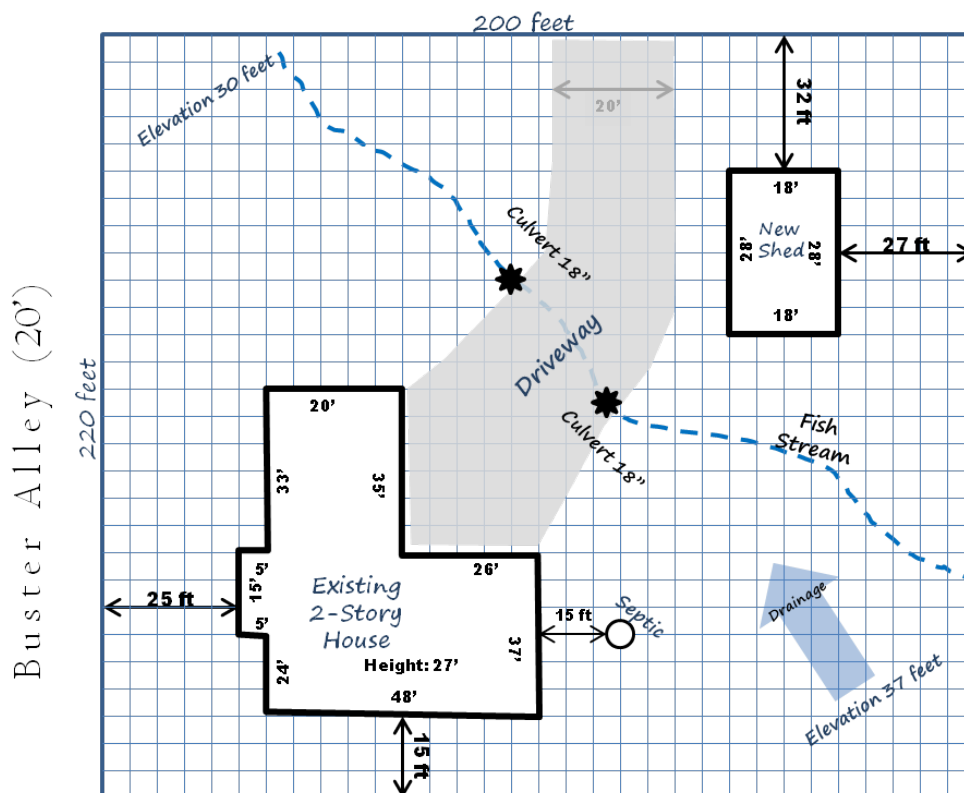 200 feet
Elevation 30 feet
20'
32 ft
18'
New
Shed
28'
28'
27 ft
18'
Culvert 18"
Driveway
Culvert 18"
Fish
Stream
Buster Alley (20')
220 feet
20'
33'
35'
5'
15'
5'
26'
25 ft
Existing
2-Story
House
Height: 27'
24'
37'
48'
15 ft
15 ft
Septic
Drainage
Elevation 37 feet